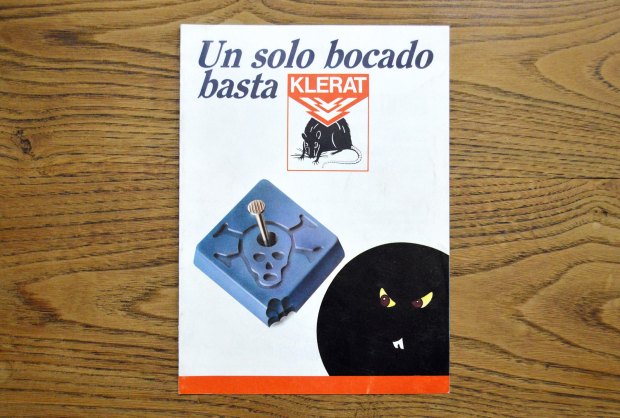 Un solo bocado
basta
KLERAT